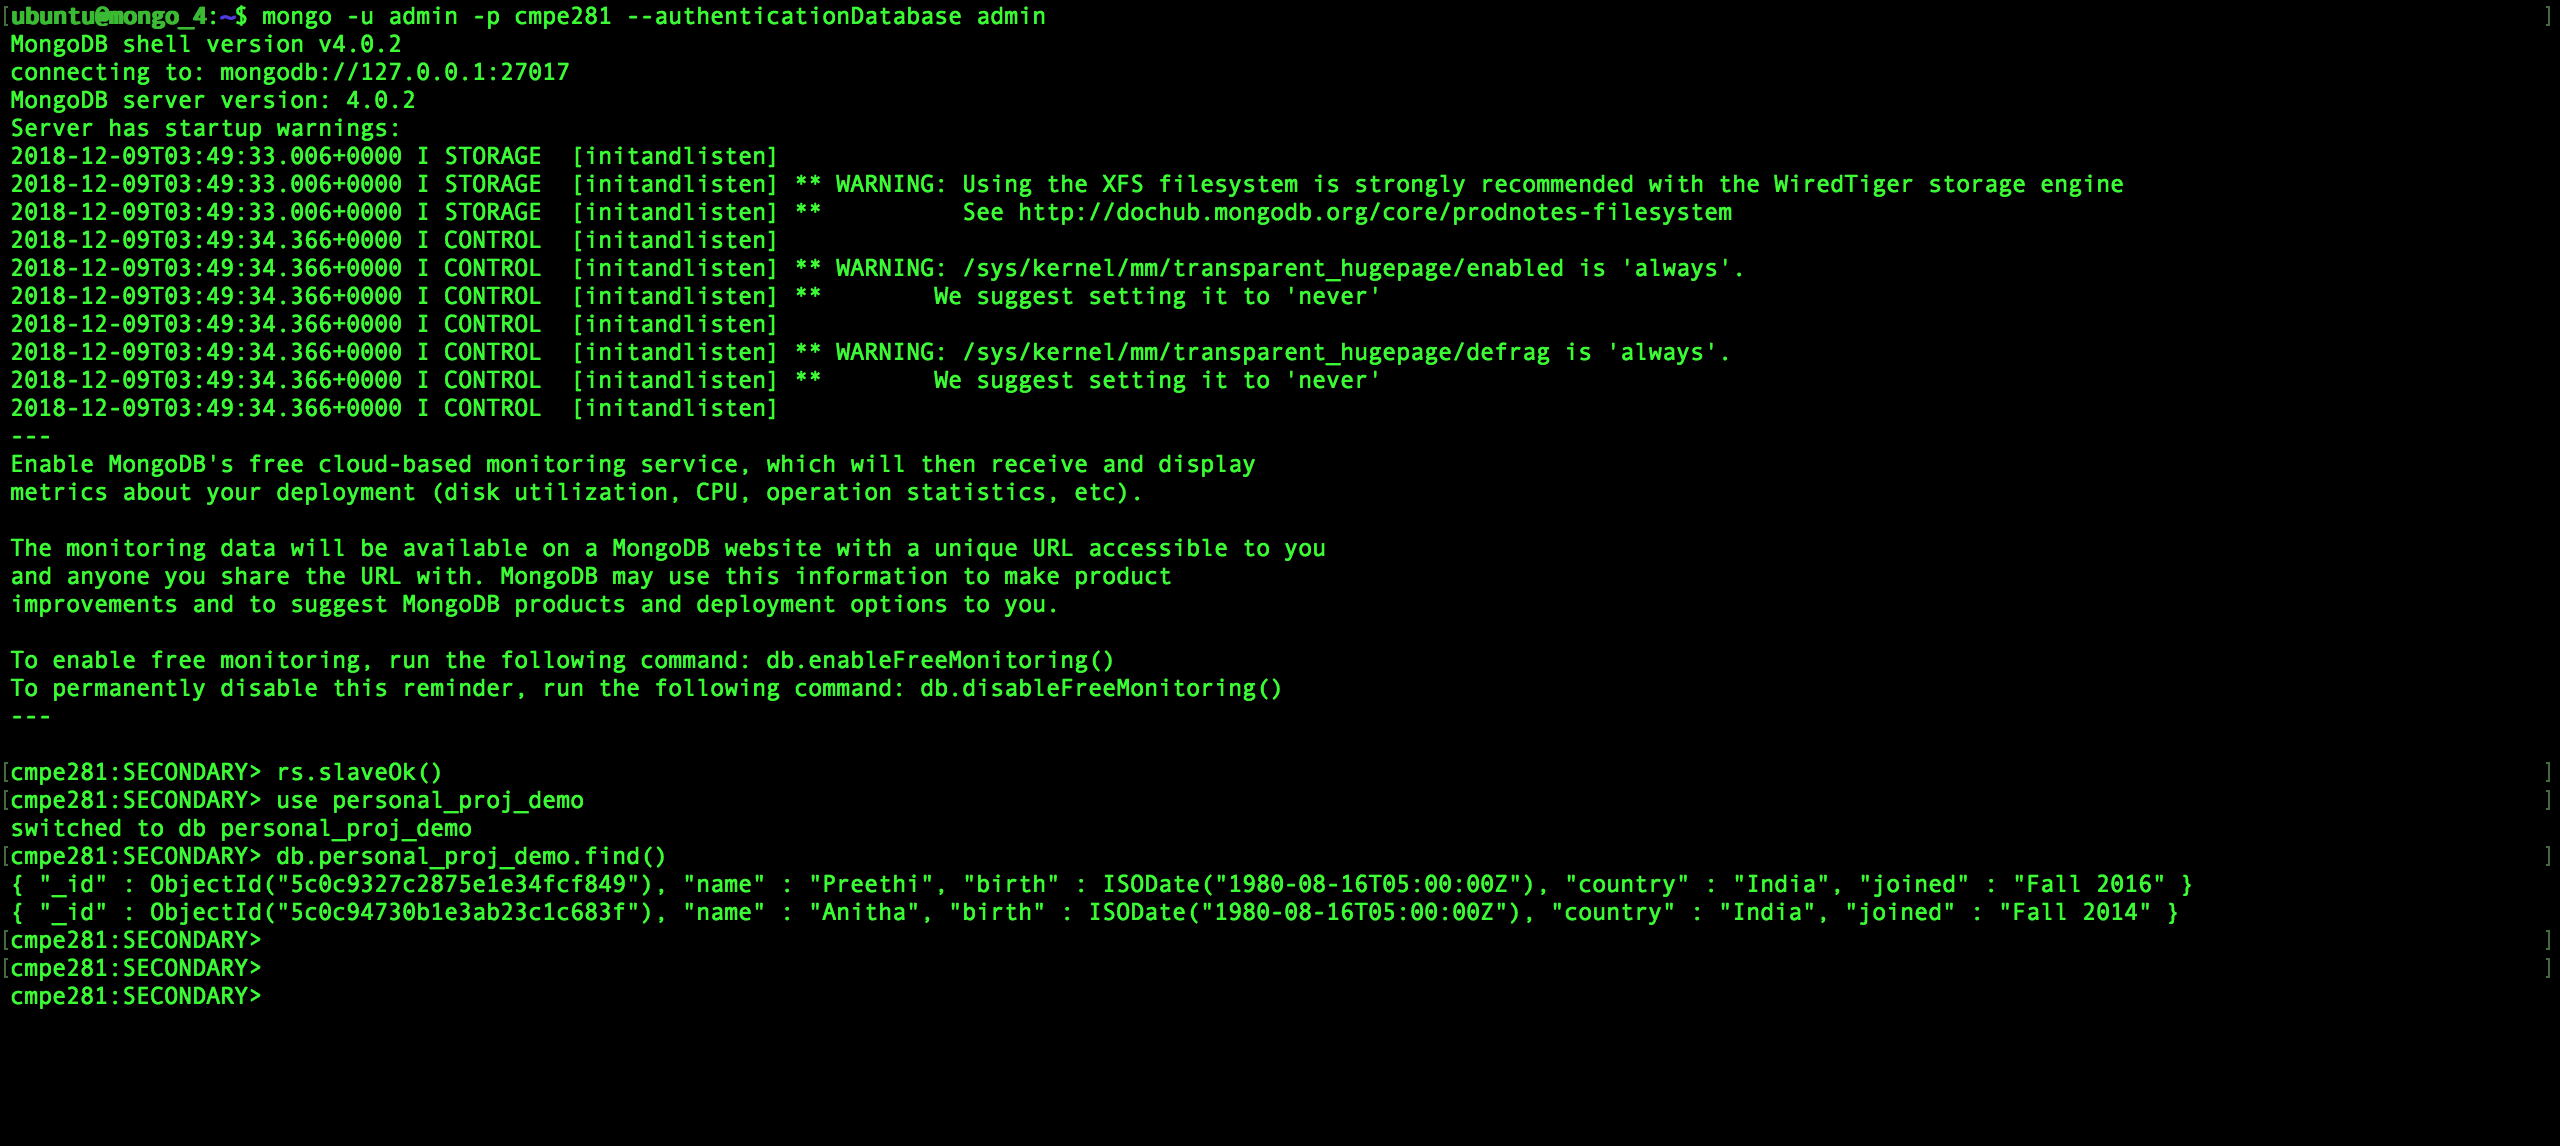 [ubuntu@mongo_4:~$ mongo -u admin -p cmpe281 --authenticationDatabase admin ]
MongoDB shell version v4.0.2
connecting to: mongodb://127.0.0.1:27017
MongoDB server version: 4.0.2
Server has startup warnings:
2018-12-09T03:49:33.006+0000 I STORAGE  [initandlisten]
2018-12-09T03:49:33.006+0000 I STORAGE  [initandlisten] ** WARNING: Using the XFS filesystem is strongly recommended with the WiredTiger storage engine
2018-12-09T03:49:33.006+0000 I STORAGE  [initandlisten] **          See http://dochub.mongodb.org/core/prodnotes-filesystem
2018-12-09T03:49:34.366+0000 I CONTROL  [initandlisten]
2018-12-09T03:49:34.366+0000 I CONTROL  [initandlisten] ** WARNING: /sys/kernel/mm/transparent_hugepage/enabled is 'always'.
2018-12-09T03:49:34.366+0000 I CONTROL  [initandlisten] **        We suggest setting it to 'never'
2018-12-09T03:49:34.366+0000 I CONTROL  [initandlisten]
2018-12-09T03:49:34.366+0000 I CONTROL  [initandlisten] ** WARNING: /sys/kernel/mm/transparent_hugepage/defrag is 'always'.
2018-12-09T03:49:34.366+0000 I CONTROL  [initandlisten] **        We suggest setting it to 'never'
2018-12-09T03:49:34.366+0000 I CONTROL  [initandlisten]
---
Enable MongoDB's free cloud-based monitoring service, which will then receive and display
metrics about your deployment (disk utilization, CPU, operation statistics, etc).

The monitoring data will be available on a MongoDB website with a unique URL accessible to you
and anyone you share the URL with. MongoDB may use this information to make product
improvements and to suggest MongoDB products and deployment options to you.

To enable free monitoring, run the following command: db.enableFreeMonitoring()
To permanently disable this reminder, run the following command: db.disableFreeMonitoring()
---

[cmpe281:SECONDARY> rs.slaveOk() ]
[cmpe281:SECONDARY> use personal_proj_demo ]
switched to db personal_proj_demo
[cmpe281:SECONDARY> db.personal_proj_demo.find() ]
{ "_id" : ObjectId("5c0c9327c2875e1e34fcf849"), "name" : "Preethi", "birth" : ISODate("1980-08-16T05:00:00Z"), "country" : "India", "joined" : "Fall 2016" }
{ "_id" : ObjectId("5c0c94730b1e3ab23c1c683f"), "name" : "Anitha", "birth" : ISODate("1980-08-16T05:00:00Z"), "country" : "India", "joined" : "Fall 2014" }
[cmpe281:SECONDARY> ]
[cmpe281:SECONDARY> ]
cmpe281:SECONDARY>